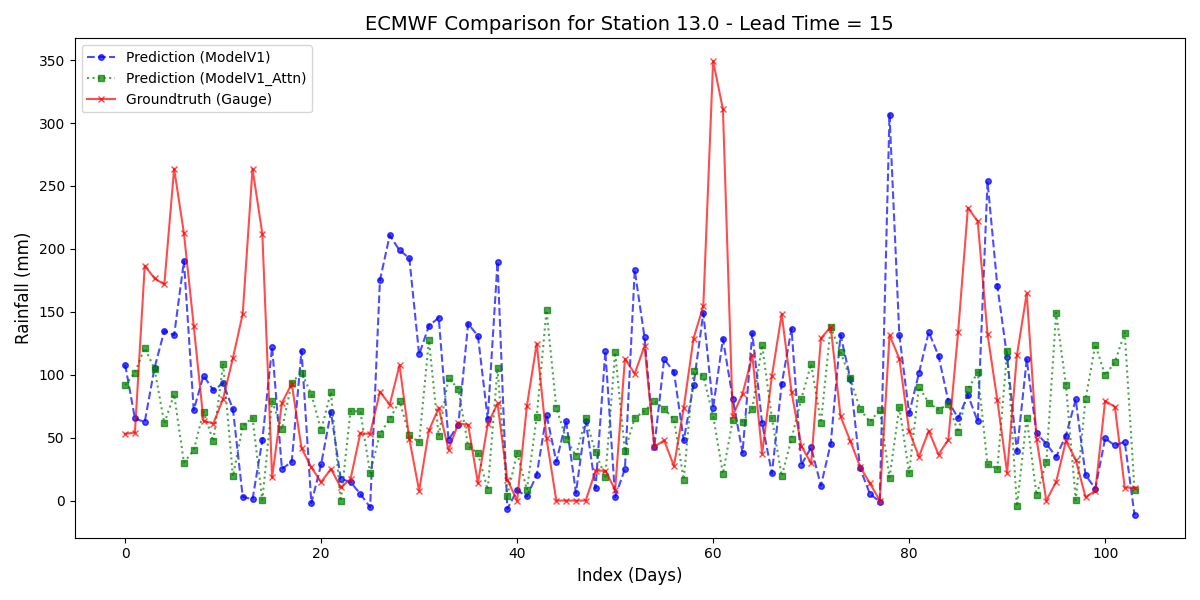 ECMWF Comparison for Station 13.0 - Lead Time = 15
Prediction (ModelV1)
Prediction (ModelV1_Attn)
Groundtruth (Gauge)
Rainfall (mm)
350
300
250
200
150
100
50
0
0 20 40 60 80 100
Index (Days)